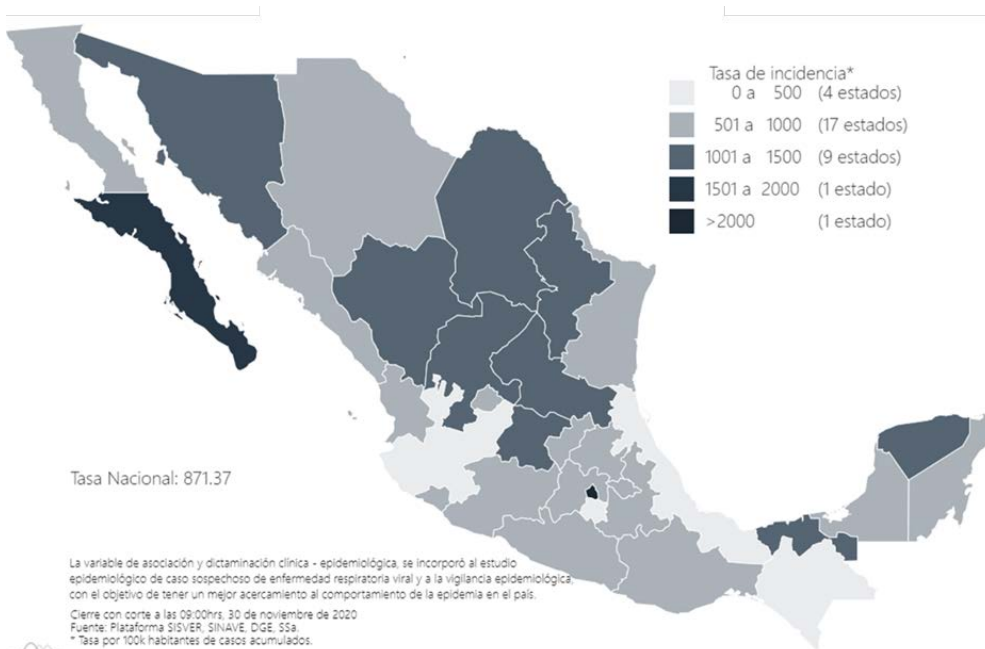 Tasa de incidencia*
0 a 500 (4 estados)
501 a 1000 (17 estados)
1001 a 1500 (9 estados)
1501 a 2000 (1 estado)
>2000 (1 estado)
Tasa Nacional: 871.37
La variable de asociación y dictaminación clínica - epidemiológica, se incorporó al estudio
epidemiológico de caso sospechoso de enfermedad respiratoria viral y a la vigilancia epidemiológica,
con el objetivo de tener un mejor acercamiento al comportamiento de la epidemia en el país.
Cierre con corte a las 09:00hrs, 30 de noviembre de 2020
Fuente: Plataforma SISVER, SINAVE, DGE, SSa.
* Tasa por 100k habitantes de casos acumulados.